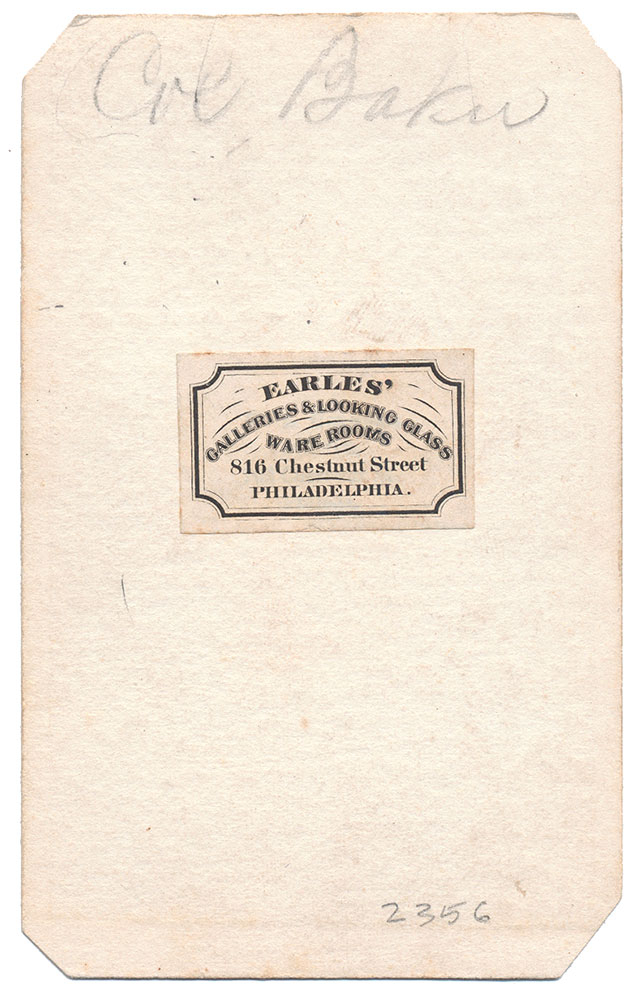 Col Baker
EARLES'
GALLERIES & LOOKING GLASS
WARE ROOMS
816 Chestnut Street
PHILADELPHIA.
2356